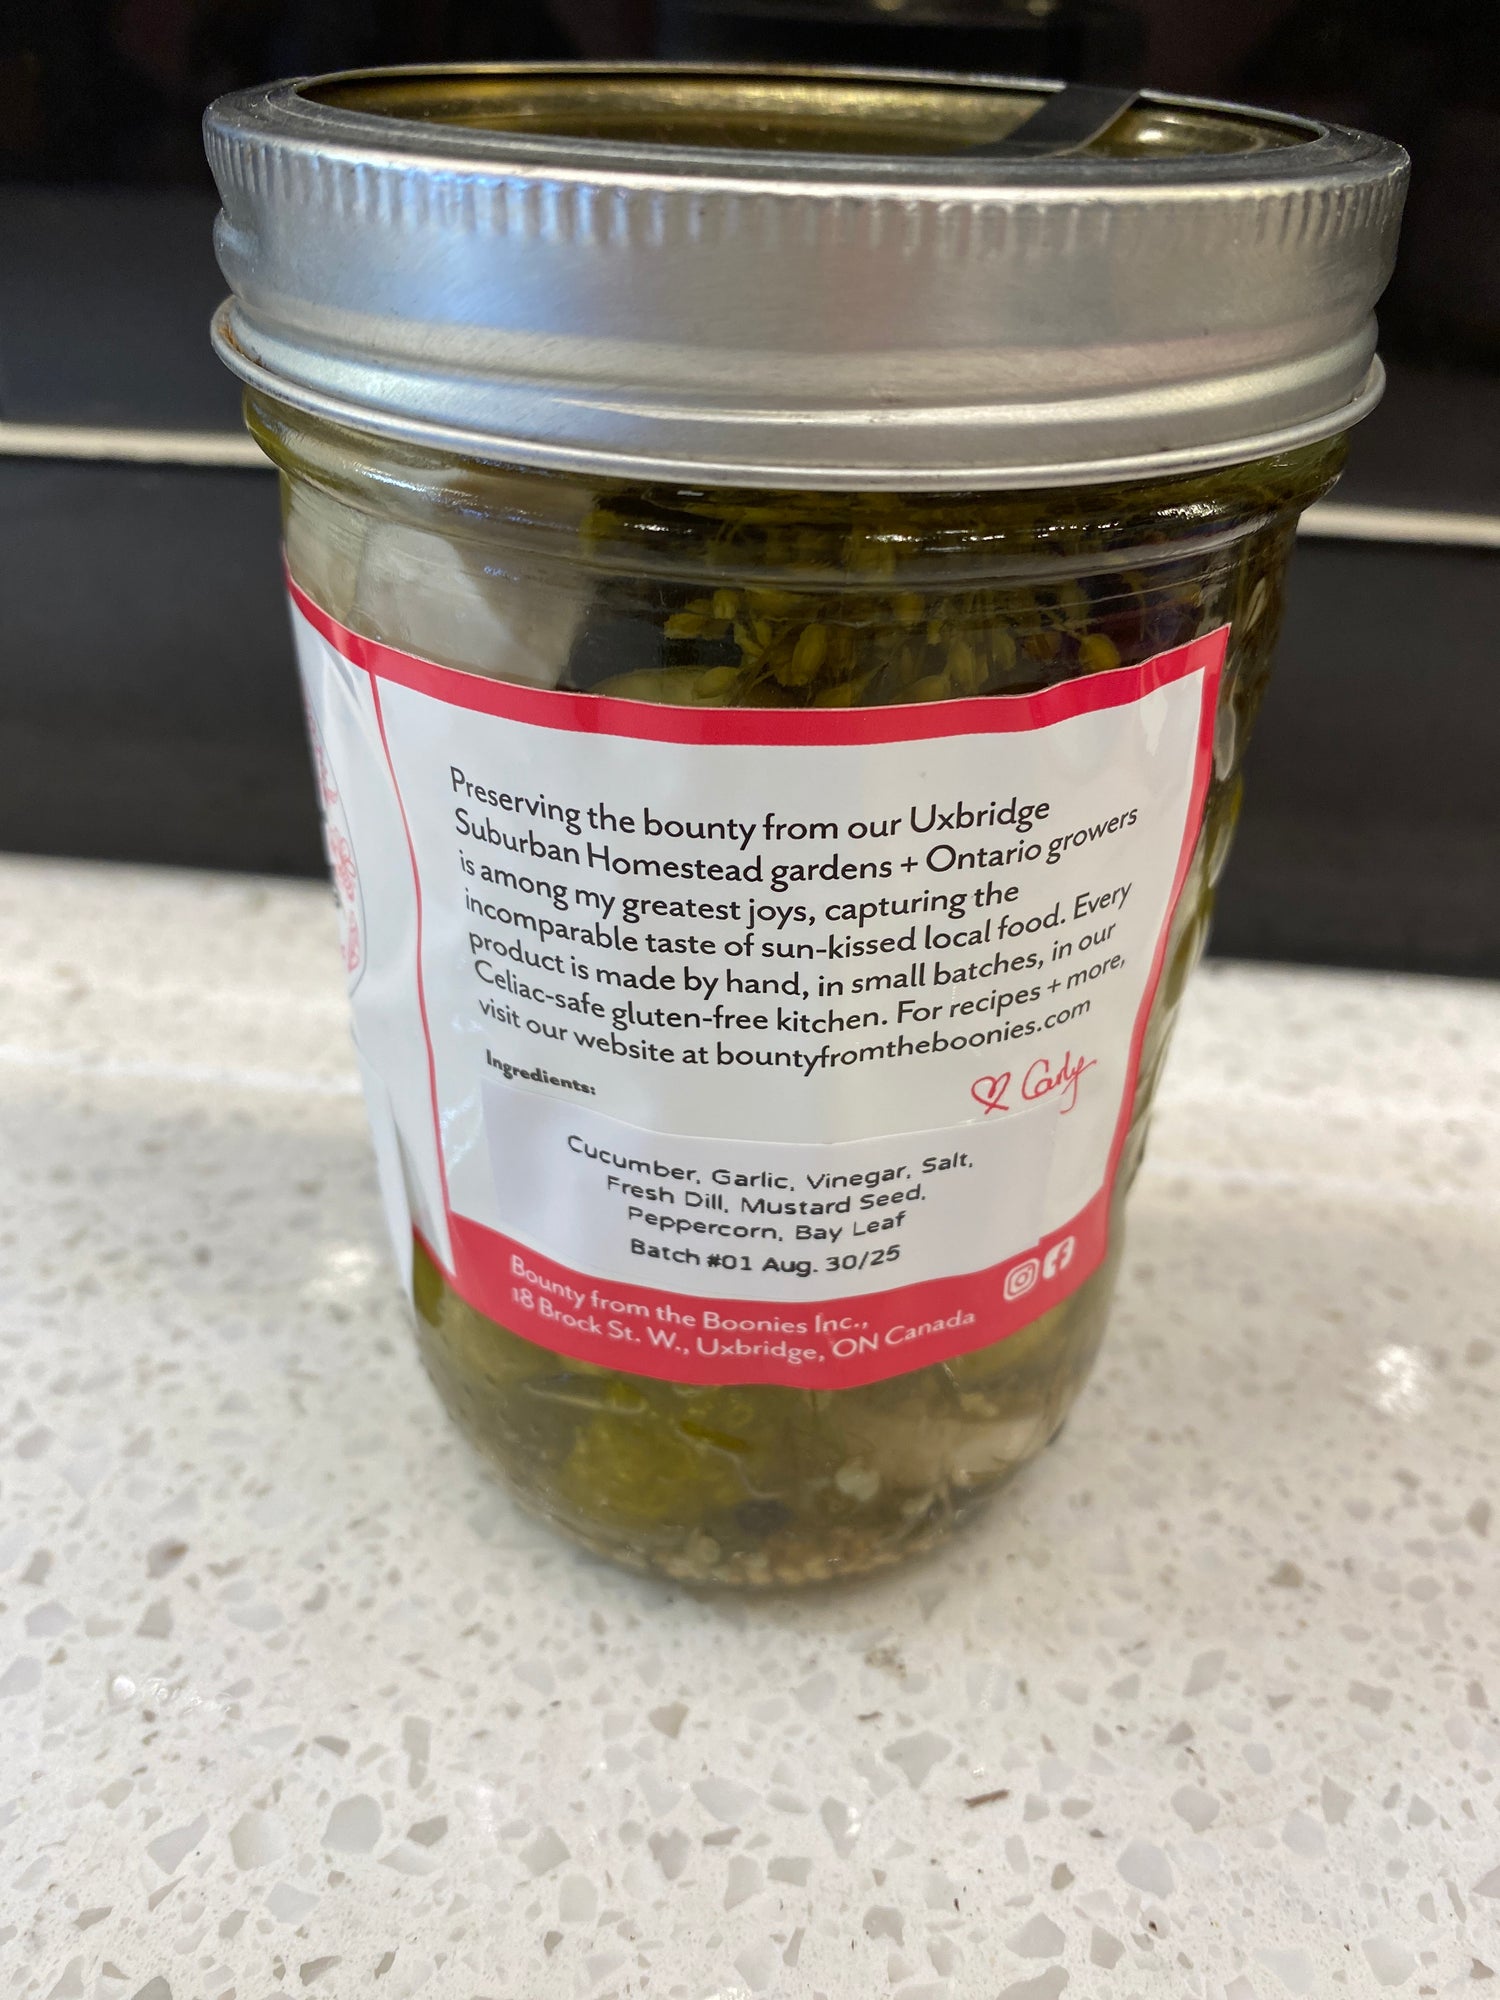 Preserving the bounty from our Uxbridge
Suburban Homestead gardens + Ontario growers
is among my greatest joys, capturing the
incomparable taste of sun-kissed local food. Every
product is made by hand, in small batches, in our
Celiac-safe gluten-free kitchen. For recipes + more,
visit our website at bountyfromtheboonies.com
Carly
Ingredients:
Cucumber, Garlic, Vinegar, Salt,
Fresh Dill, Mustard Seed,
Peppercorn, Bay Leaf
Batch #01 Aug. 30/25
Bounty from the Boonies Inc.,
18 Brock St. W., Uxbridge, ON Canada